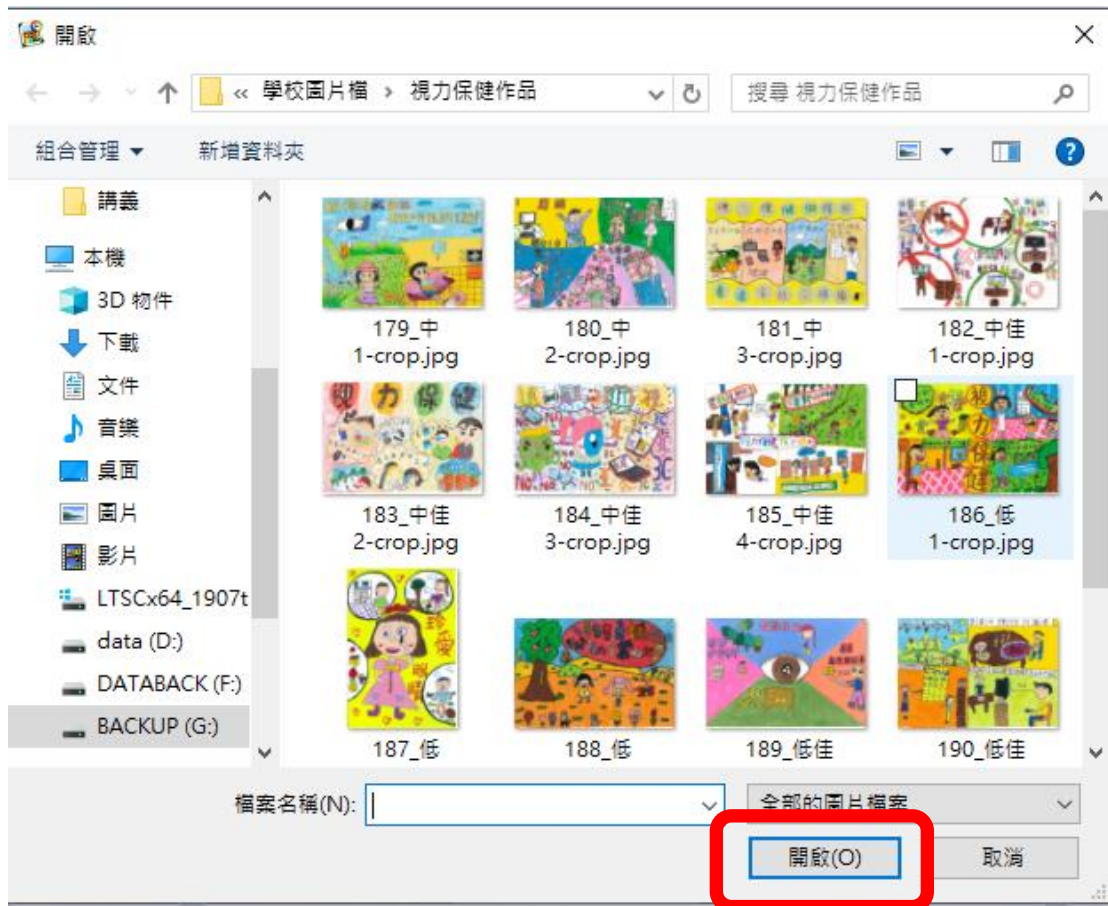 開啟
« 學校圖片檔 › 視力保健作品
搜尋 視力保健作品
組合管理
新增資料夾
講義
本機
3D 物件
下載
文件
音樂
桌面
圖片
影片
LTSCx64_1907t
data (D:)
DATABACK (F:)
BACKUP (G:)
179_中
1-crop.jpg
180_中
2-crop.jpg
181_中
3-crop.jpg
182_中佳
1-crop.jpg
183_中佳
2-crop.jpg
184_中佳
3-crop.jpg
185_中佳
4-crop.jpg
186_低
1-crop.jpg
187_低
188_低
189_低佳
190_低佳
檔案名稱(N):
全部的圖片檔案
開啟(O)
取消